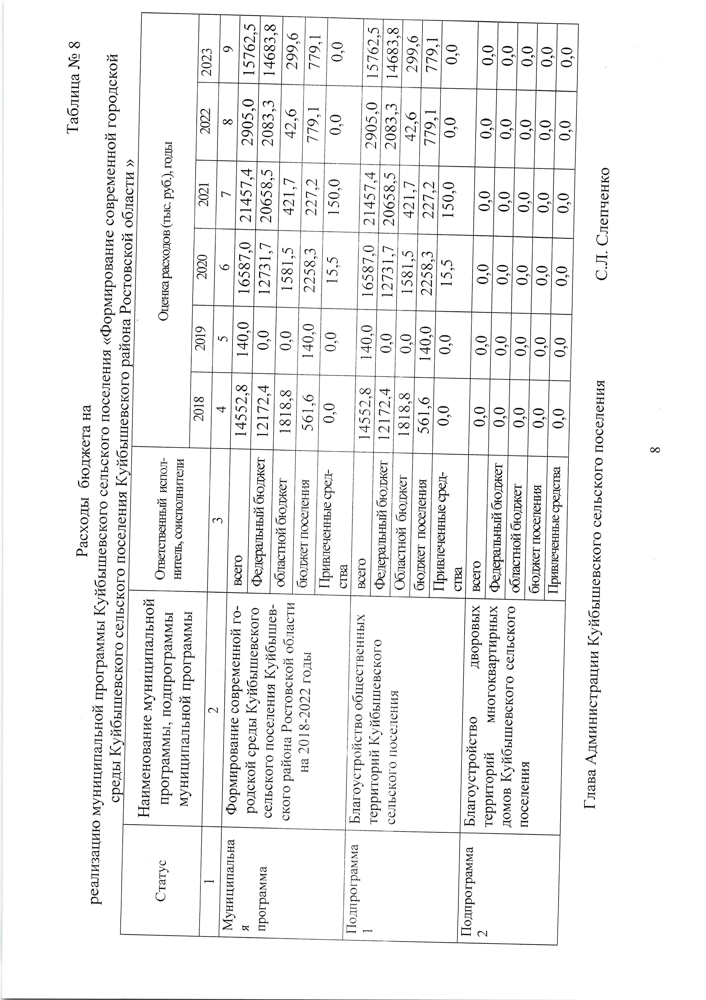 Таблица № 8
Расходы бюджета на
реализацию муниципальной программы Куйбышевского сельского поселения «Формирование современной городской
среды Куйбышевского сельского поселения Куйбышевского района Ростовской области »
Статус
Наименование муниципальной
программы, подпрограммы
муниципальной программы
Ответственный испол-
нитель, соисполнители
Оценка расходов (тыс. руб.), годы
2018 2019 2020 2021 2022 2023
1 2 3 4 5 6 7 8 9
Муниципальна
я
программа
Формирование современной го-
родской среды Куйбышевского
сельского поселения Куйбышев-
ского района Ростовской области
на 2018-2022 годы
всего 14552,8 140,0 16587,0 21457,4 2905,0 15762,5
Федеральный бюджет 12172,4 0,0 12731,7 20658,5 2083,3 14683,8
областной бюджет 1818,8 0,0 1581,5 421,7 42,6 299,6
бюджет поселения 561,6 140,0 2258,3 227,2 779,1 779,1
Привлеченные сред-
ства
0,0 0,0 15,5 150,0 0,0 0,0
Подпрограмма
1
Благоустройство общественных
территорий Куйбышевского
сельского поселения
всего 14552,8 140,0 16587,0 21457,4 2905,0 15762,5
Федеральный бюджет 12172,4 0,0 12731,7 20658,5 2083,3 14683,8
Областной бюджет 1818,8 0,0 1581,5 421,7 42,6 299,6
бюджет поселения 561,6 140,0 2258,3 227,2 779,1 779,1
Привлеченные сред-
ства
0,0 0,0 15,5 150,0 0,0 0,0
Подпрограмма
2
Благоустройство дворовых
территорий многоквартирных
домов Куйбышевского сельского
поселения
всего 0,0 0,0 0,0 0,0 0,0 0,0
Федеральный бюджет 0,0 0,0 0,0 0,0 0,0 0,0
областной бюджет 0,0 0,0 0,0 0,0 0,0 0,0
бюджет поселения 0,0 0,0 0,0 0,0 0,0 0,0
Привлеченные средства 0,0 0,0 0,0 0,0 0,0 0,0
Глава Администрации Куйбышевского сельского поселения С.Л. Слепченко
8